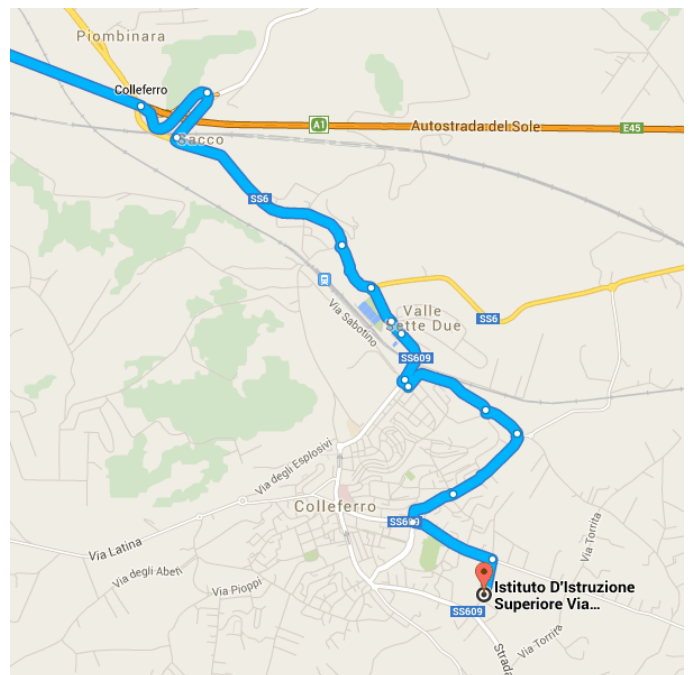 Piombinara
Colleferro
A1
Autostrada del Sole
E45
Sacco
SS6
Via Sabotino
Valle
Sette Due
SS6
SS609
Via degli Esplosivi
Colleferro
SS609
Via Latina
Via degli Abeti
Via Pioppi
Via Torrita
Istituto D'Istruzione
Superiore Via...
SS609
Via Torrita
Strada